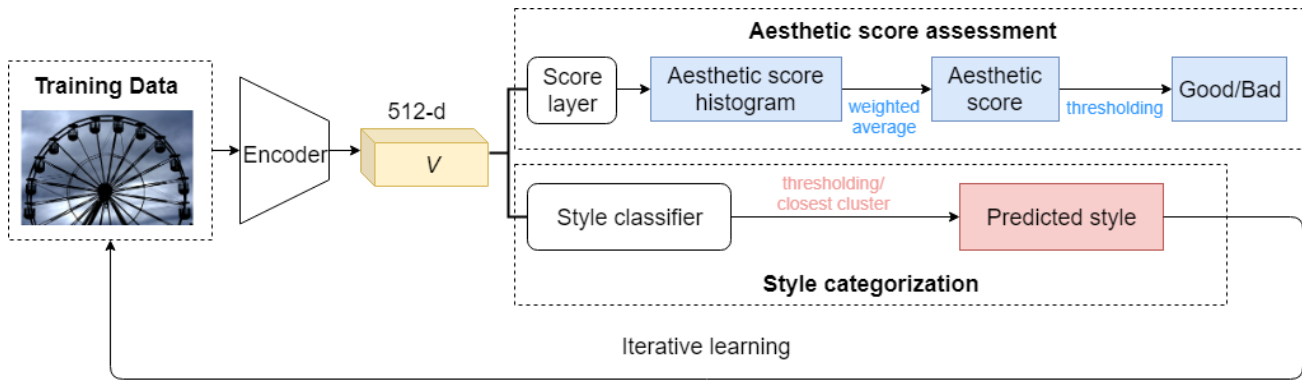 Aesthetic score assessment
Training Data
512-d
Encoder
V
Score
layer
Aesthetic score
histogram
weighted
average
Aesthetic
score
thresholding
Good/Bad
Style classifier
thresholding/
closest cluster
Predicted style
Style categorization
Iterative learning